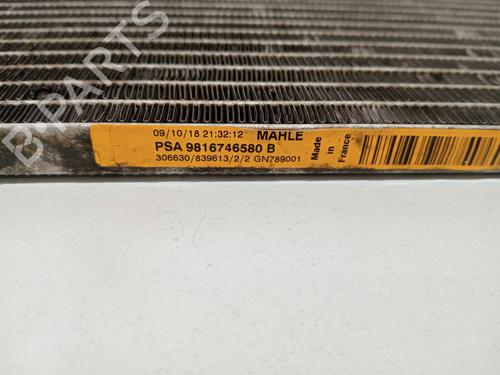 09/10/18 21:32:12 MAHLE
PSA 9816746580 B
306630/839613/2/2 GN789001
Made
in
France
B-PARTS